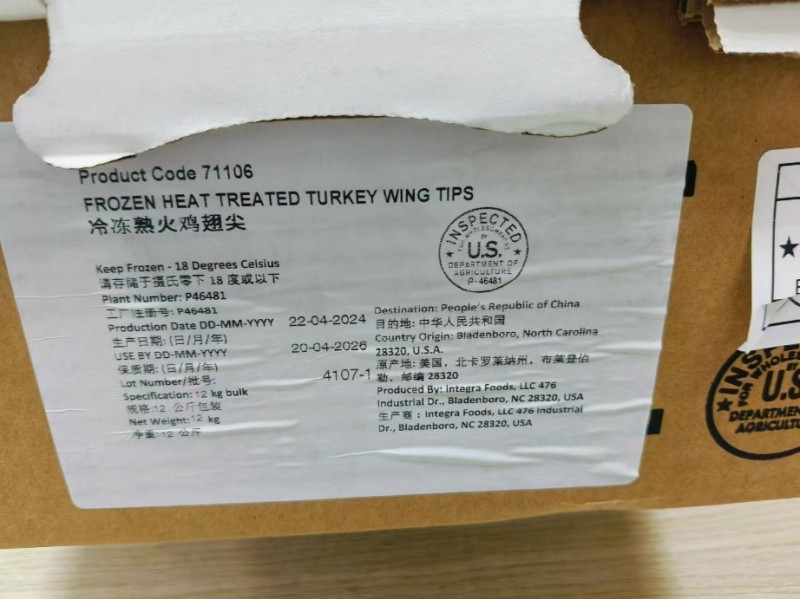 Product Code 71106
FROZEN HEAT TREATED TURKEY WING TIPS
冷冻熟火鸡翅尖
INSPECTED
FOR WHOLESOMENESS
BY
U.S.
DEPARTMENT OF
AGRICULTURE
P-46481
Keep Frozen - 18 Degrees Celsius
请存储于摄氏零下 18 度或以下
Plant Number: P46481
工厂注册号: P46481
Production Date DD-MM-YYYY 22-04-2024
生产日期: (日/月/年)
USE BY DD-MM-YYYY 20-04-2026
保质期: (日/月/年)
Lot Number/批号: 4107-1
Specification: 12 kg bulk
规格: 12 公斤包装
Net Weight: 12 kg
净重: 12 公斤
Destination: People's Republic of China
目的地: 中华人民共和国
Country Origin: Bladenboro, North Carolina
28320, U.S.A.
原产地: 美国, 北卡罗莱纳州, 布莱登伯
勒, 邮编 28320
Produced By: Integra Foods, LLC 476
Industrial Dr., Bladenboro, NC 28320, USA
生产商: Integra Foods, LLC 476 Industrial
Dr., Bladenboro, NC 28320, USA
FOR WHOLES
U.S
DEPARTMEN
AGRICULTU